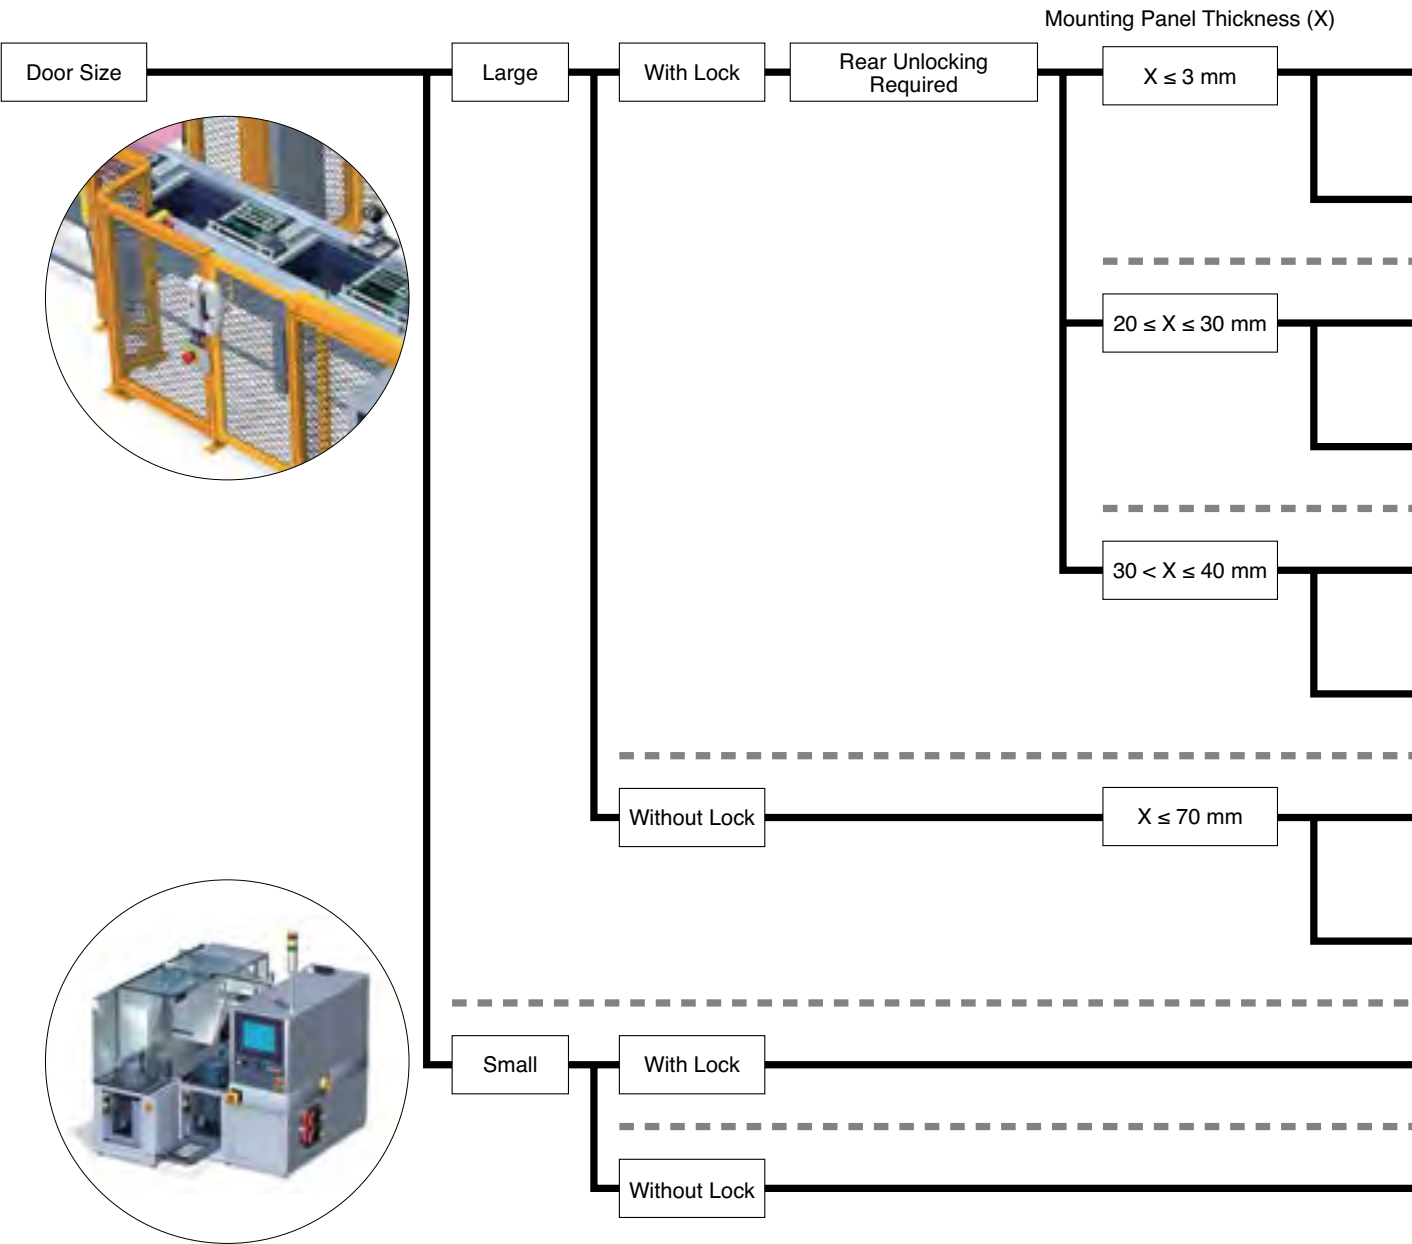 Mounting Panel Thickness (X)
Door Size
Large
With Lock
Rear Unlocking
Required
X ≤ 3 mm
20 ≤ X ≤ 30 mm
30 < X ≤ 40 mm
Without Lock
X ≤ 70 mm
Small
With Lock
Without Lock